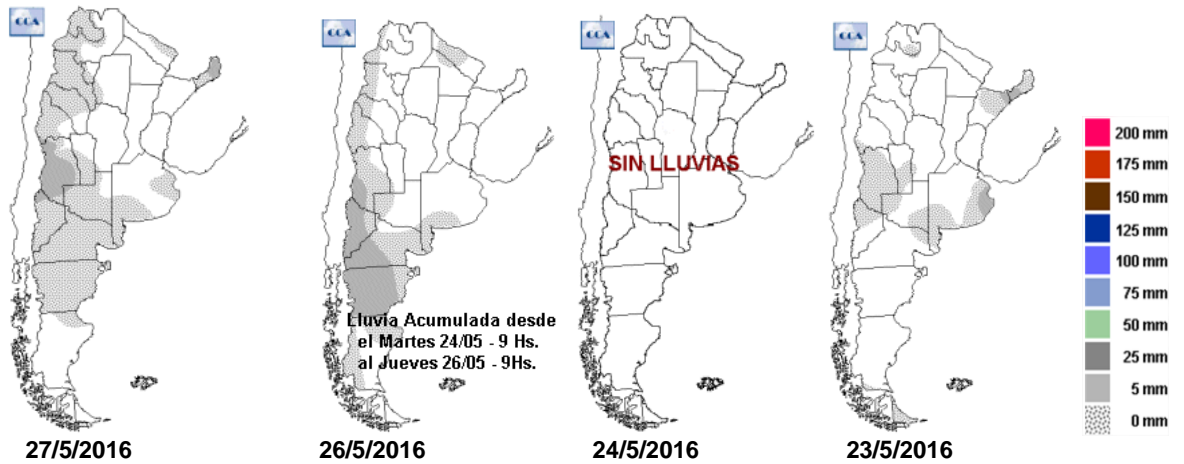 CCA
CCA
CCA
CCA
SIN LLUVIAS
Lluvia Acumulada desde
el Martes 24/05 - 9 Hs.
al Jueves 26/05 - 9Hs.
200 mm
175 mm
150 mm
125 mm
100 mm
75 mm
50 mm
25 mm
5 mm
0 mm
27/5/2016
26/5/2016
24/5/2016
23/5/2016